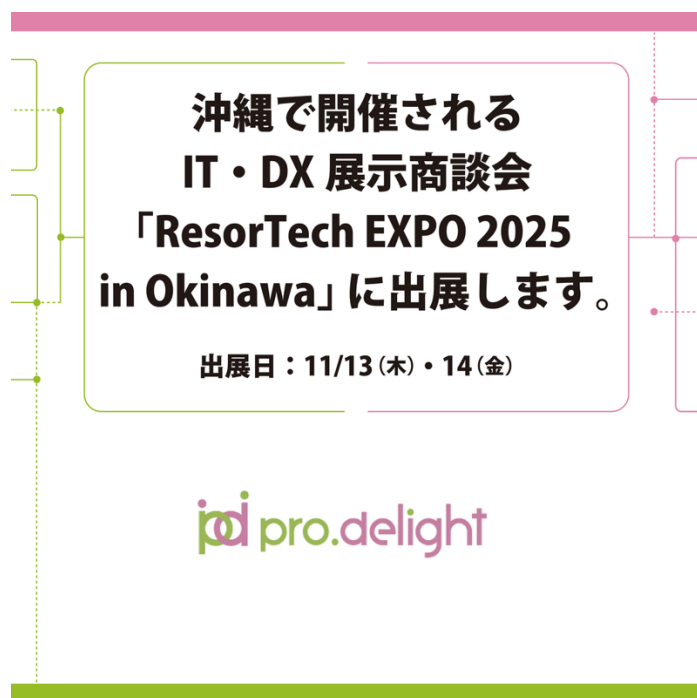 沖縄で開催される
IT・DX 展示商談会
「ResorTech EXPO 2025
in Okinawa」に出展します。
出展日：11/13（木）・14（金）
pd pro.delight